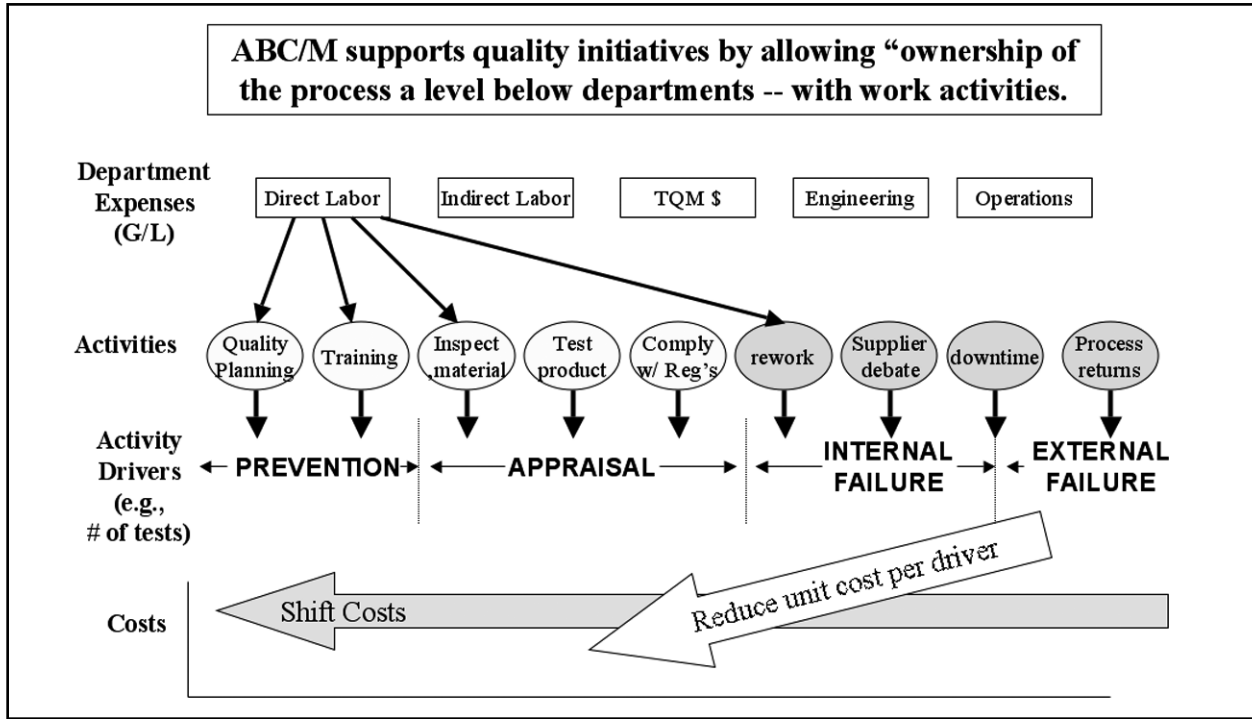 ABC/M supports quality initiatives by allowing “ownership of
the process a level below departments -- with work activities.
Department
Expenses
(G/L)
Direct Labor
Indirect Labor
TQM $
Engineering
Operations
Activities
Quality
Planning
Training
Inspect
,material
Test
product
Comply
w/ Reg's
rework
Supplier
debate
downtime
Process
returns
Activity
Drivers
(e.g.,
# of tests)
PREVENTION
APPRAISAL
INTERNAL
FAILURE
EXTERNAL
FAILURE
Costs
Shift Costs
Reduce unit cost per driver